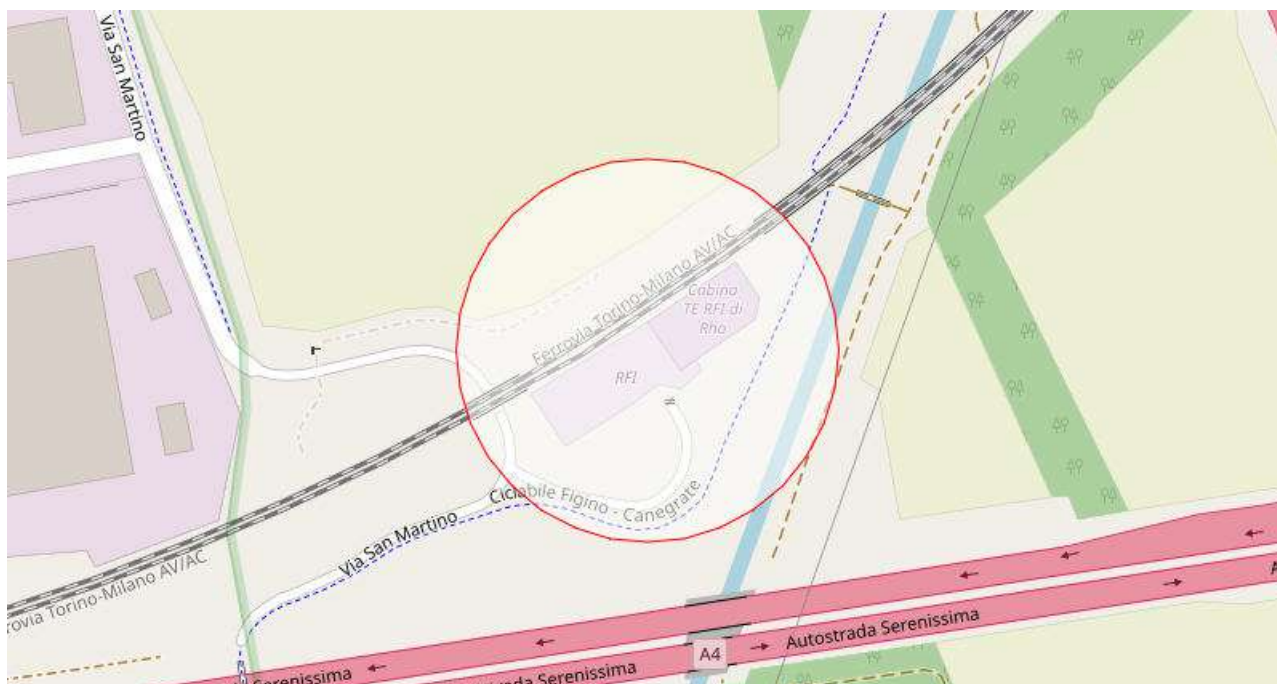 Via San Martino
Ferrovia Torino-Milano AV/AC
Cabina
TE RFI di
Rho
RFI
Ciclabile Figino - Canegrate
Via San Martino
rovia Torino-Milano AV/AC
Autostrada Serenissima
A4
Serenissima
rada Serenissima
A